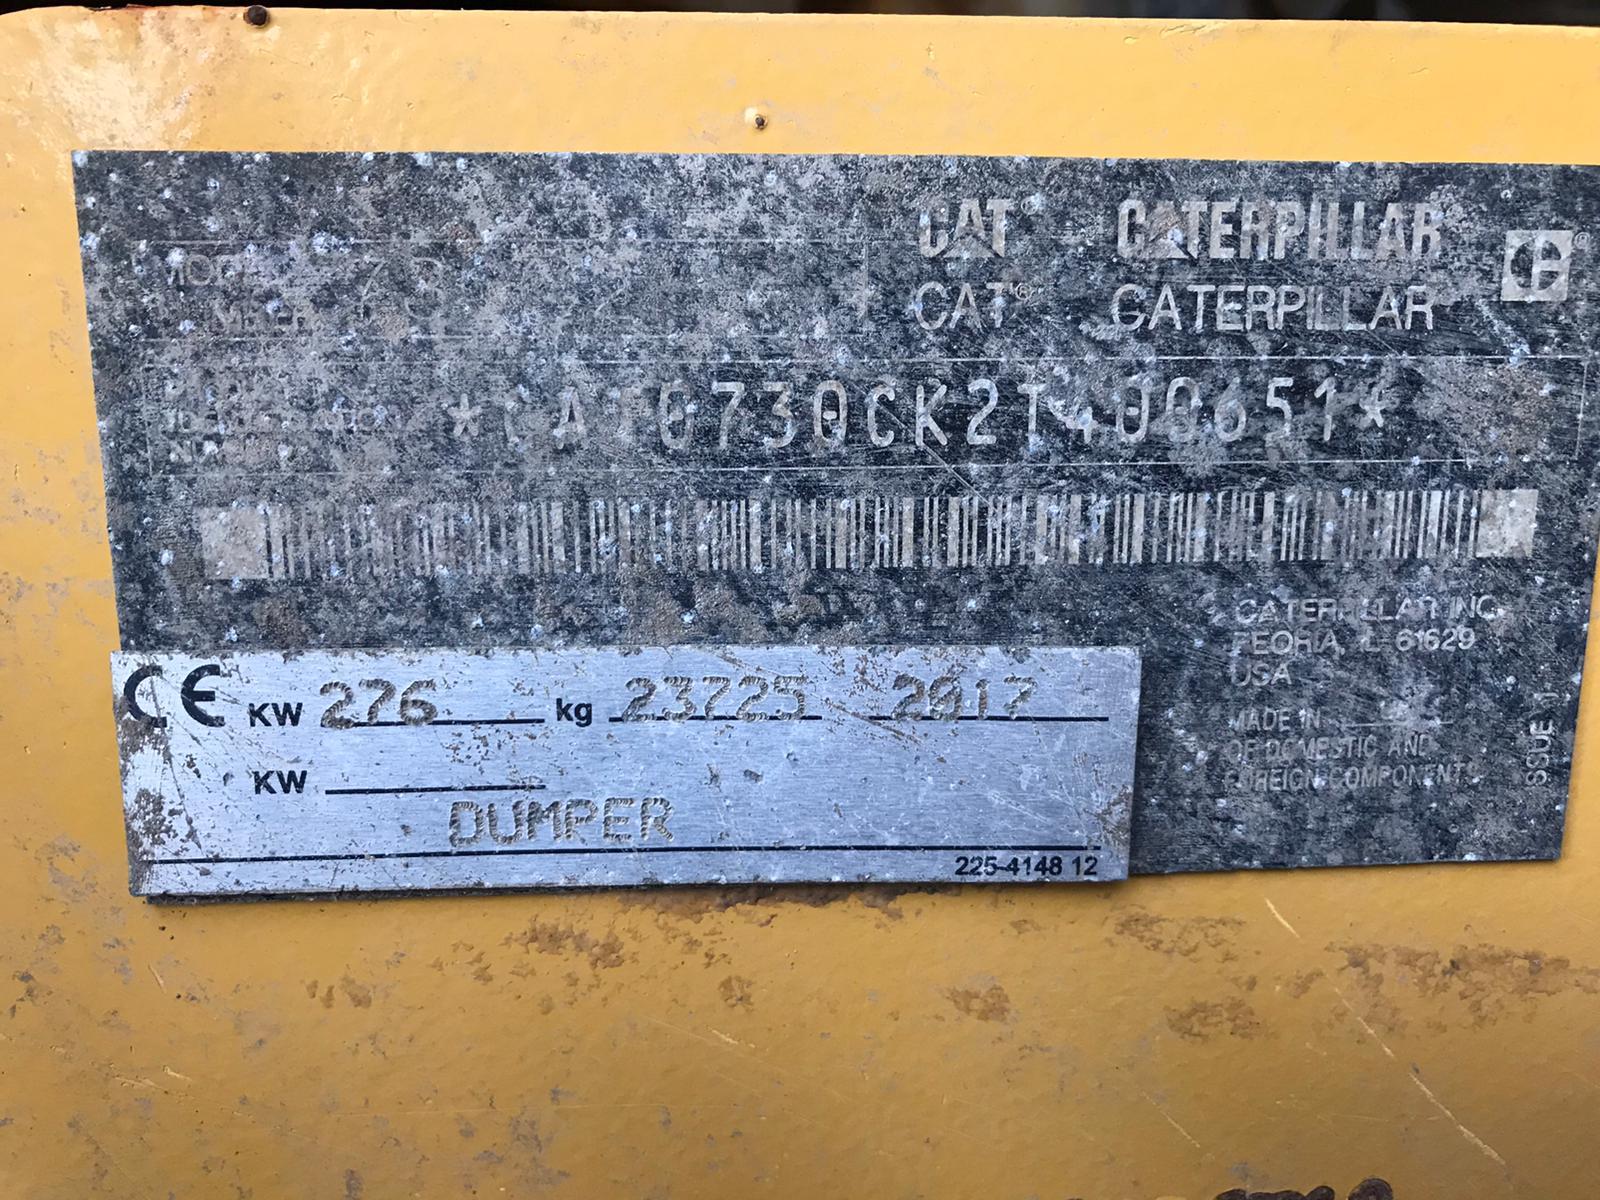 CAT® CATERPILLAR
CAT® CATERPILLAR
*CAT0730CK2T400651*
CATERPILLAR INC.
PEORIA, IL 61629
USA
MADE IN
OF DOMESTIC AND
FOREIGN COMPONENTS
CE KW 276 kg 23725 2017
KW
DUMPER
225-4148 12